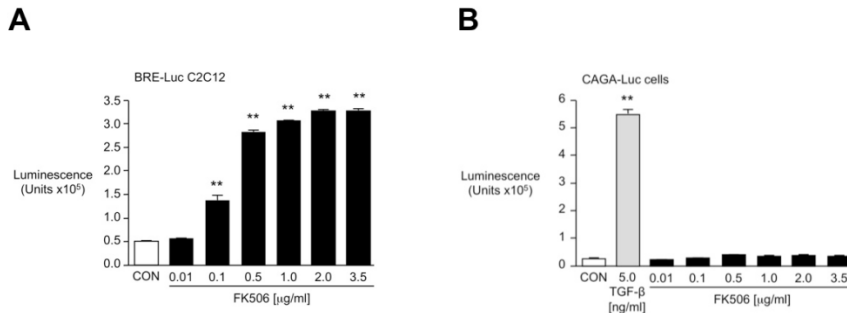 A
BRE-Luc C2C12
3.5
3.0
2.5
2.0
1.5
1.0
0.5
0.0
Luminescence
(Units x10⁵)
**
**
**
**
**
CON 0.01 0.1 0.5 1.0 2.0 3.5
FK506 [µg/ml]
B
CAGA-Luc cells
6
5
4
3
2
1
0
Luminescence
(Units x10⁵)
**
CON 5.0 0.01 0.1 0.5 1.0 2.0 3.5
TGF-β
[ng/ml]
FK506 [µg/ml]